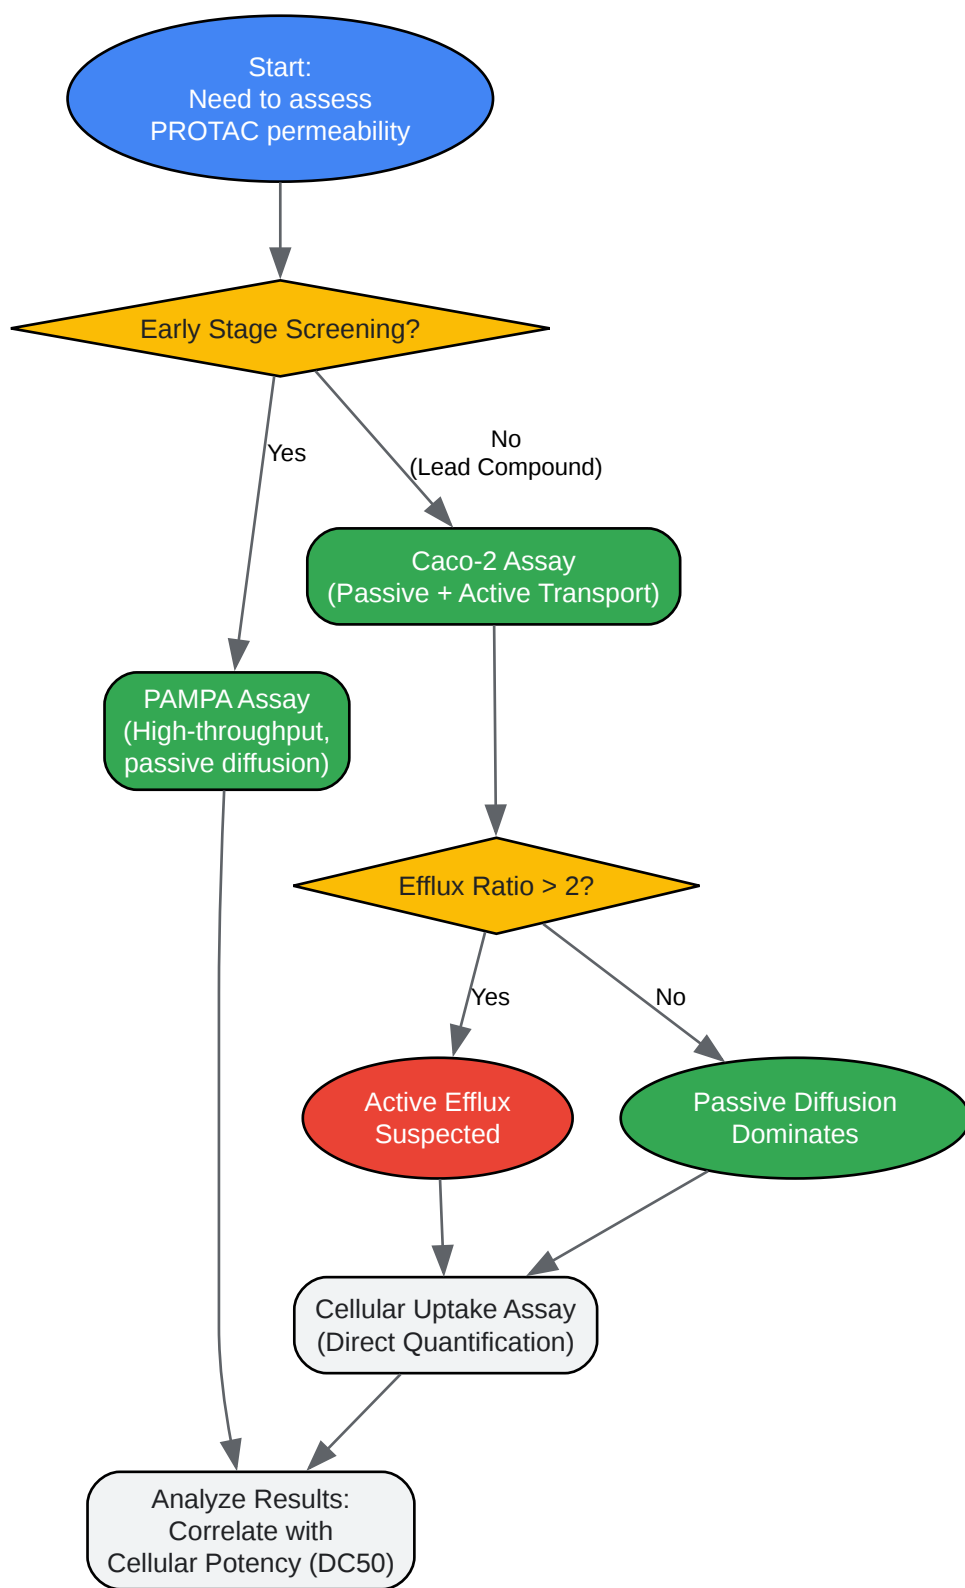 Start:
Need to assess
PROTAC permeability
Early Stage Screening?
Yes
No
(Lead Compound)
Caco-2 Assay
(Passive + Active Transport)
PAMPA Assay
(High-throughput,
passive diffusion)
Efflux Ratio > 2?
Yes
No
Active Efflux
Suspected
Passive Diffusion
Dominates
Cellular Uptake Assay
(Direct Quantification)
Analyze Results:
Correlate with
Cellular Potency (DC50)